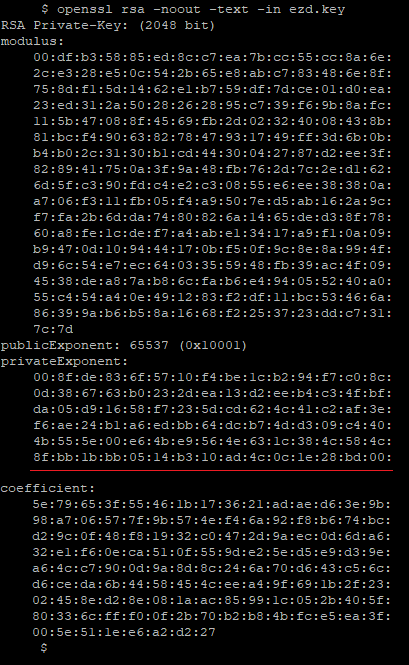 $ openssl rsa -noout -text -in ezd.key
RSA Private-Key: (2048 bit)
modulus:
00:df:b3:58:85:ed:8c:c7:ea:7b:cc:55:cc:8a:6e:
2c:e3:28:e5:0c:54:2b:65:e8:ab:c7:83:48:6e:8f:
75:8d:f1:5d:14:62:e1:b7:59:df:7d:ce:01:d0:ea:
23:ed:31:2a:50:28:26:28:95:c7:39:f6:9b:8a:fc:
11:5b:47:08:8f:45:69:fb:2d:02:32:40:08:43:8b:
81:bc:f4:90:63:82:78:47:93:17:49:ff:3d:6b:0b:
b4:b0:2c:31:30:b1:cd:44:30:04:27:87:d2:ee:3f:
82:89:41:75:0a:3f:9a:48:fb:76:2d:7c:2e:d1:62:
6d:5f:c3:90:fd:c4:e2:c3:08:55:e6:ee:38:38:0a:
a7:06:f3:11:fb:05:f4:a9:50:7e:d5:ab:16:2a:9c:
f7:fa:2b:6d:da:74:80:82:6a:14:65:de:d3:8f:78:
60:a8:fe:1c:de:f7:a4:ab:e1:34:17:a9:f1:0a:09:
b9:47:0d:10:94:44:17:0b:f5:0f:9c:8e:8a:99:4f:
d9:6c:54:e7:ec:64:03:35:59:48:fb:39:ac:4f:09:
45:38:de:a8:7a:b8:6c:fa:b6:e4:94:05:52:40:a0:
55:c4:54:a4:0e:49:12:83:f2:df:11:bc:53:46:6a:
86:39:9a:b6:b5:8a:16:68:f2:25:37:23:dd:c7:31:
7c:7d
publicExponent: 65537 (0x10001)
privateExponent:
00:8f:de:83:6f:57:10:f4:be:1c:b2:94:f7:c0:8c:
0d:38:67:63:b0:23:2d:ea:13:d2:ee:b4:c3:4f:bf:
da:05:d9:16:58:f7:23:5d:cd:62:4c:41:c2:af:3e:
f6:ae:24:b1:a6:ed:bb:64:dc:b7:4d:d3:09:c4:40:
4b:55:5e:00:e6:4b:e9:56:4e:63:1c:38:4c:58:4c:
8f:bb:1b:bb:05:14:b3:10:ad:4c:0c:1e:28:bd:00:
coefficient:
5e:79:65:3f:55:46:1b:17:36:21:ad:ae:d6:3e:9b:
98:a7:06:57:7f:9b:57:4e:f4:6a:92:f8:b6:74:bc:
d2:9c:0f:48:f8:19:32:c0:47:2d:9a:ec:0d:6d:a6:
32:e1:f6:0e:ca:51:0f:55:9d:e2:5e:d5:e9:d3:9e:
a6:4c:c7:90:0d:9a:8d:8c:24:6a:70:d6:43:c5:6c:
d6:ce:da:6b:44:58:45:4c:ee:a4:9f:69:1b:2f:23:
02:45:8e:d2:8e:08:1a:ac:85:99:1c:05:2b:40:5f:
80:33:6c:ff:f0:0f:2b:70:b2:b8:4b:fc:e5:ea:3f:
00:5e:51:1e:e6:a2:d2:27
$